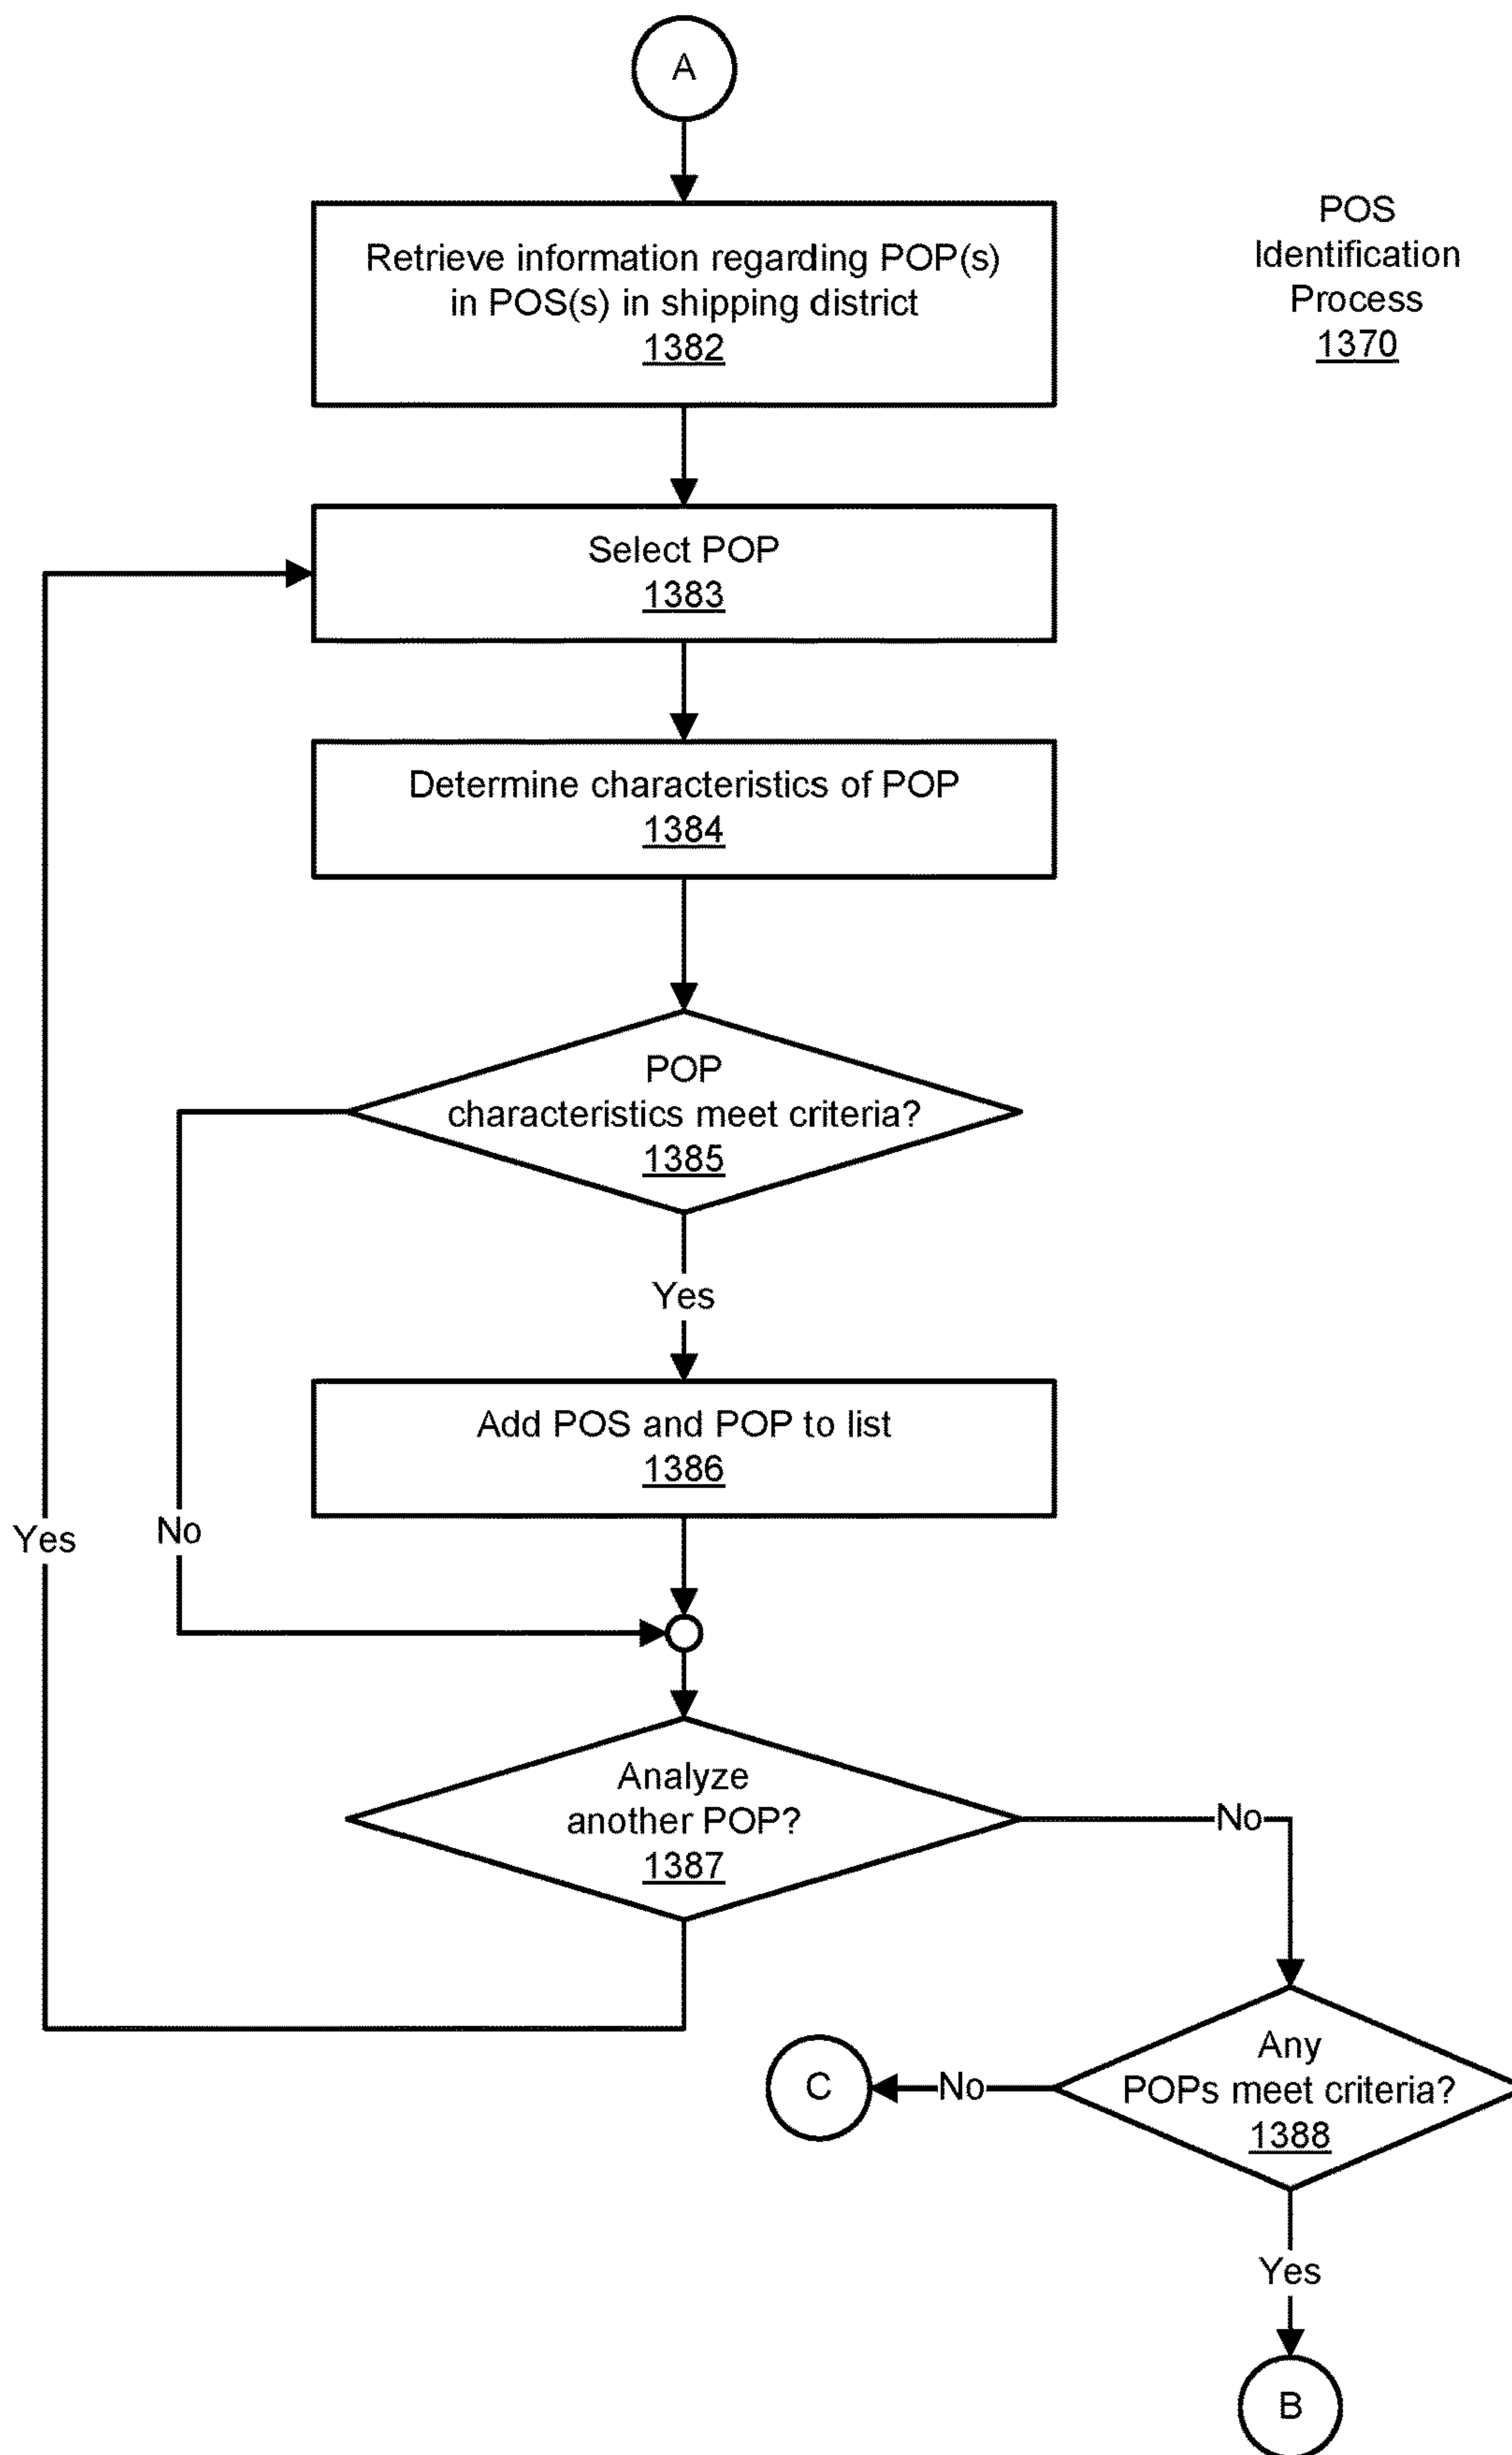 A
Retrieve information regarding POP(s)
in POS(s) in shipping district
1382
POS
Identification
Process
1370
Select POP
1383
Determine characteristics of POP
1384
POP
characteristics meet criteria?
1385
Yes
Add POS and POP to list
1386
Yes
No
Analyze
another POP?
1387
No
Any
POPs meet criteria?
1388
No
C
Yes
B